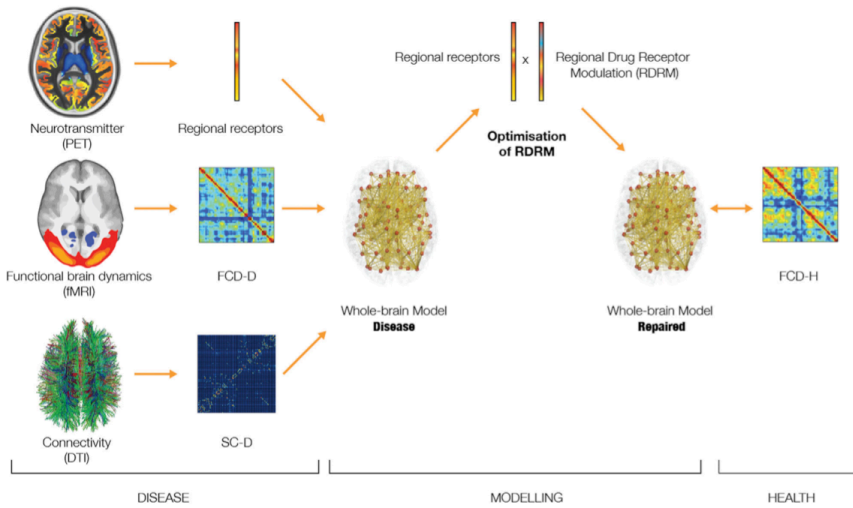 Neurotransmitter
(PET)
Regional receptors
Regional receptors
x
Regional Drug Receptor
Modulation (RDRM)
Optimisation
of RDRM
Functional brain dynamics
(fMRI)
FCD-D
Whole-brain Model
Disease
Whole-brain Model
Repaired
FCD-H
Connectivity
(DTI)
SC-D
DISEASE
MODELLING
HEALTH